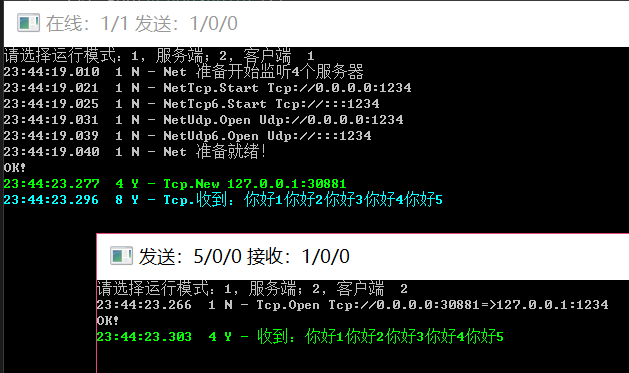 在线：1/1 发送：1/0/0
请选择运行模式：1，服务端；2，客户端  1
23:44:19.010  1 N - Net 准备开始监听4个服务器
23:44:19.021  1 N - NetTcp.Start Tcp://0.0.0.0:1234
23:44:19.025  1 N - NetTcp6.Start Tcp://:::1234
23:44:19.031  1 N - NetUdp.Open Udp://0.0.0.0:1234
23:44:19.039  1 N - NetUdp6.Open Udp://:::1234
23:44:19.040  1 N - Net 准备就绪！
OK!
23:44:23.277  4 Y - Tcp.New 127.0.0.1:30881
23:44:23.296  8 Y - Tcp.收到：你好1你好2你好3你好4你好5
发送：5/0/0 接收：1/0/0
请选择运行模式：1，服务端；2，客户端  2
23:44:23.266  1 N - Tcp.Open Tcp://0.0.0.0:30881=>127.0.0.1:1234
OK!
23:44:23.303  4 Y - 收到：你好1你好2你好3你好4你好5